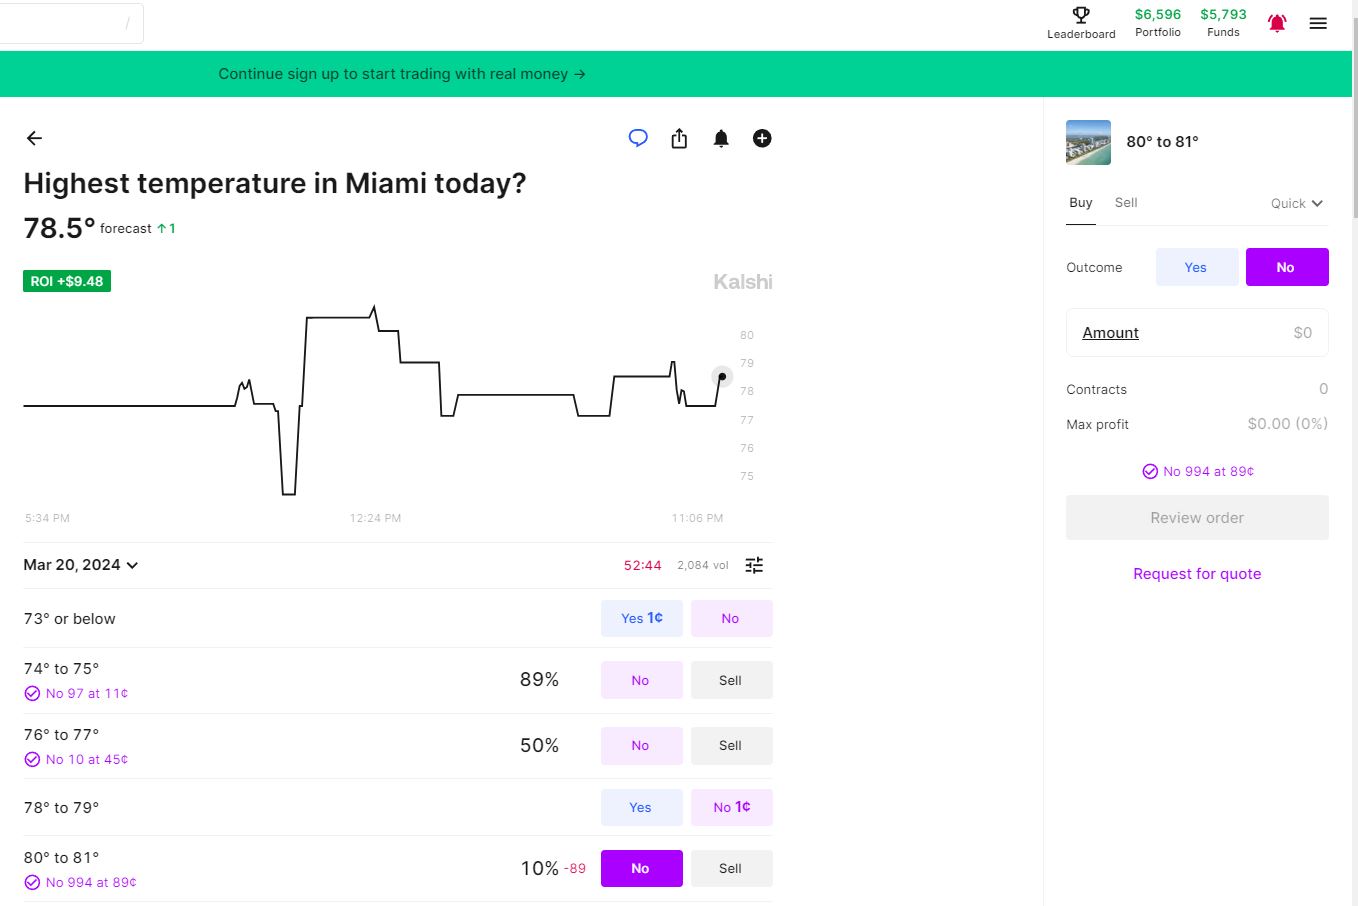 /
Leaderboard
$6,596
Portfolio
$5,793
Funds
Continue sign up to start trading with real money →
Highest temperature in Miami today?
78.5° forecast ↑ 1
ROI +$9.48
Kalshi
80
79
78
77
76
75
5:34 PM
12:24 PM
11:06 PM
Mar 20, 2024
52:44
2,084 vol
73° or below
Yes 1¢
No
74° to 75°
No 97 at 11¢
89%
No
Sell
76° to 77°
No 10 at 45¢
50%
No
Sell
78° to 79°
Yes
No 1¢
80° to 81°
No 994 at 89¢
10% -89
No
Sell
80° to 81°
Buy
Sell
Quick
Outcome
Yes
No
Amount
$0
Contracts
0
Max profit
$0.00 (0%)
No 994 at 89¢
Review order
Request for quote